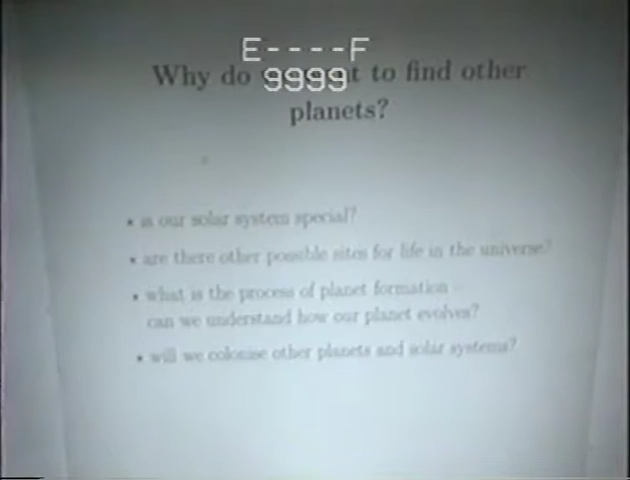 E----F
Why do 9999t to find other
planets?
• is our solar system special?
• are there other possible sites for life in the universe?
• what is the process of planet formation –
can we understand how our planet evolves?
• will we colonise other planets and solar systems?